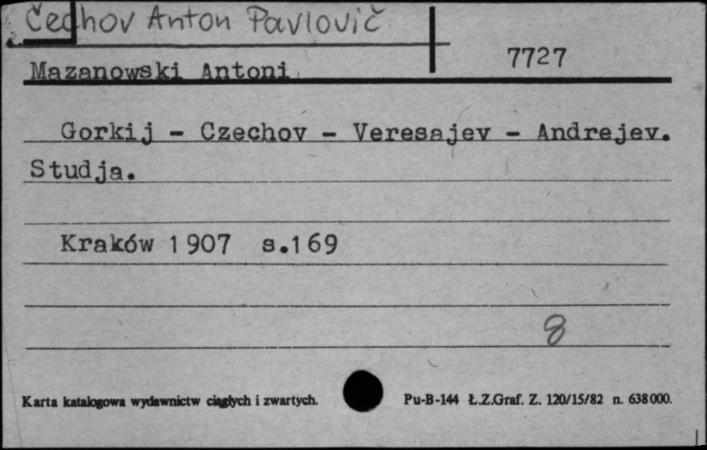 Čechov Anton Pavlovič
Mazanowski Antoni
7727
Gorkij - Czechov - Veresajev - Andrejev.
Studja.
Kraków 1907 s.169
8
Karta katalogowa wydawnictw ciągłych i zwartych.
Pu-B-144 Ł.Z.Graf. Z. 120/15/82 n. 638000.